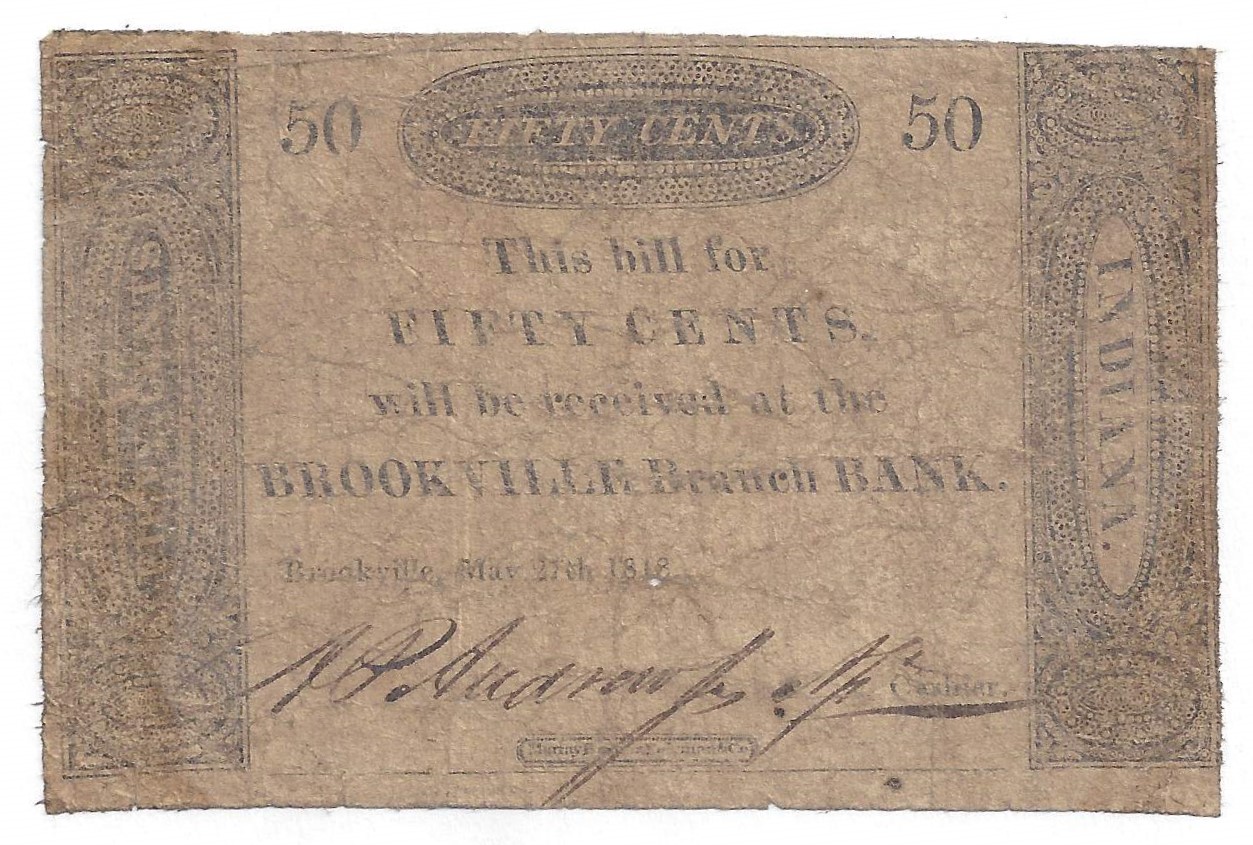 50 FIFTY CENTS 50
This bill for
FIFTY CENTS.
will be received at the
BROOKVILLE Branch BANK.
Brookville, May 27th 1818
Cashier.
INDIANA.